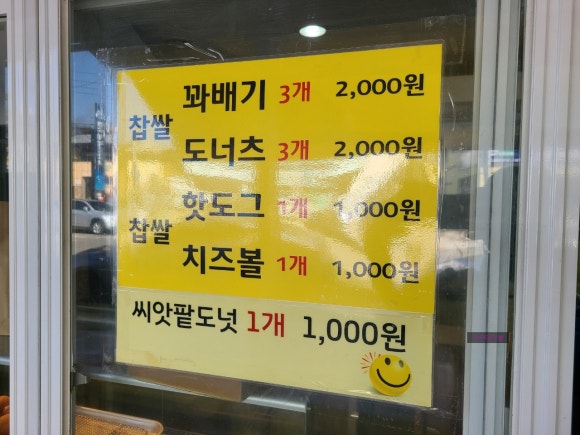 찹쌀 꽈배기 3개 2,000원
도너츠 3개 2,000원
찹쌀 핫도그 1개 1,000원
치즈볼 1개 1,000원
씨앗팥도넛 1개 1,000원